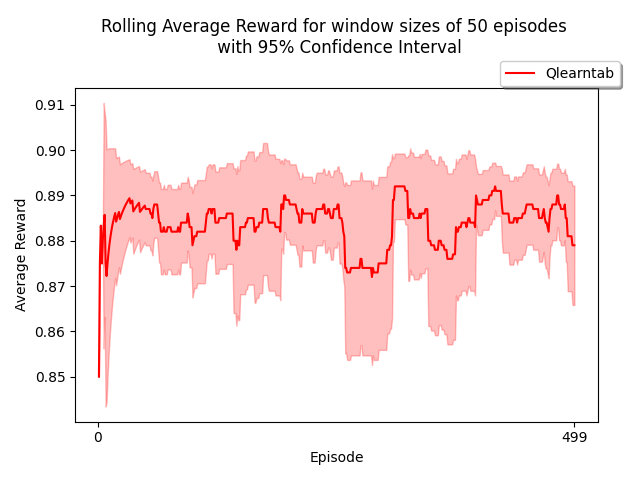 Rolling Average Reward for window sizes of 50 episodes
with 95% Confidence Interval
Qlearntab
0.91
0.90
0.89
0.88
0.87
0.86
0.85
Average Reward
0
499
Episode